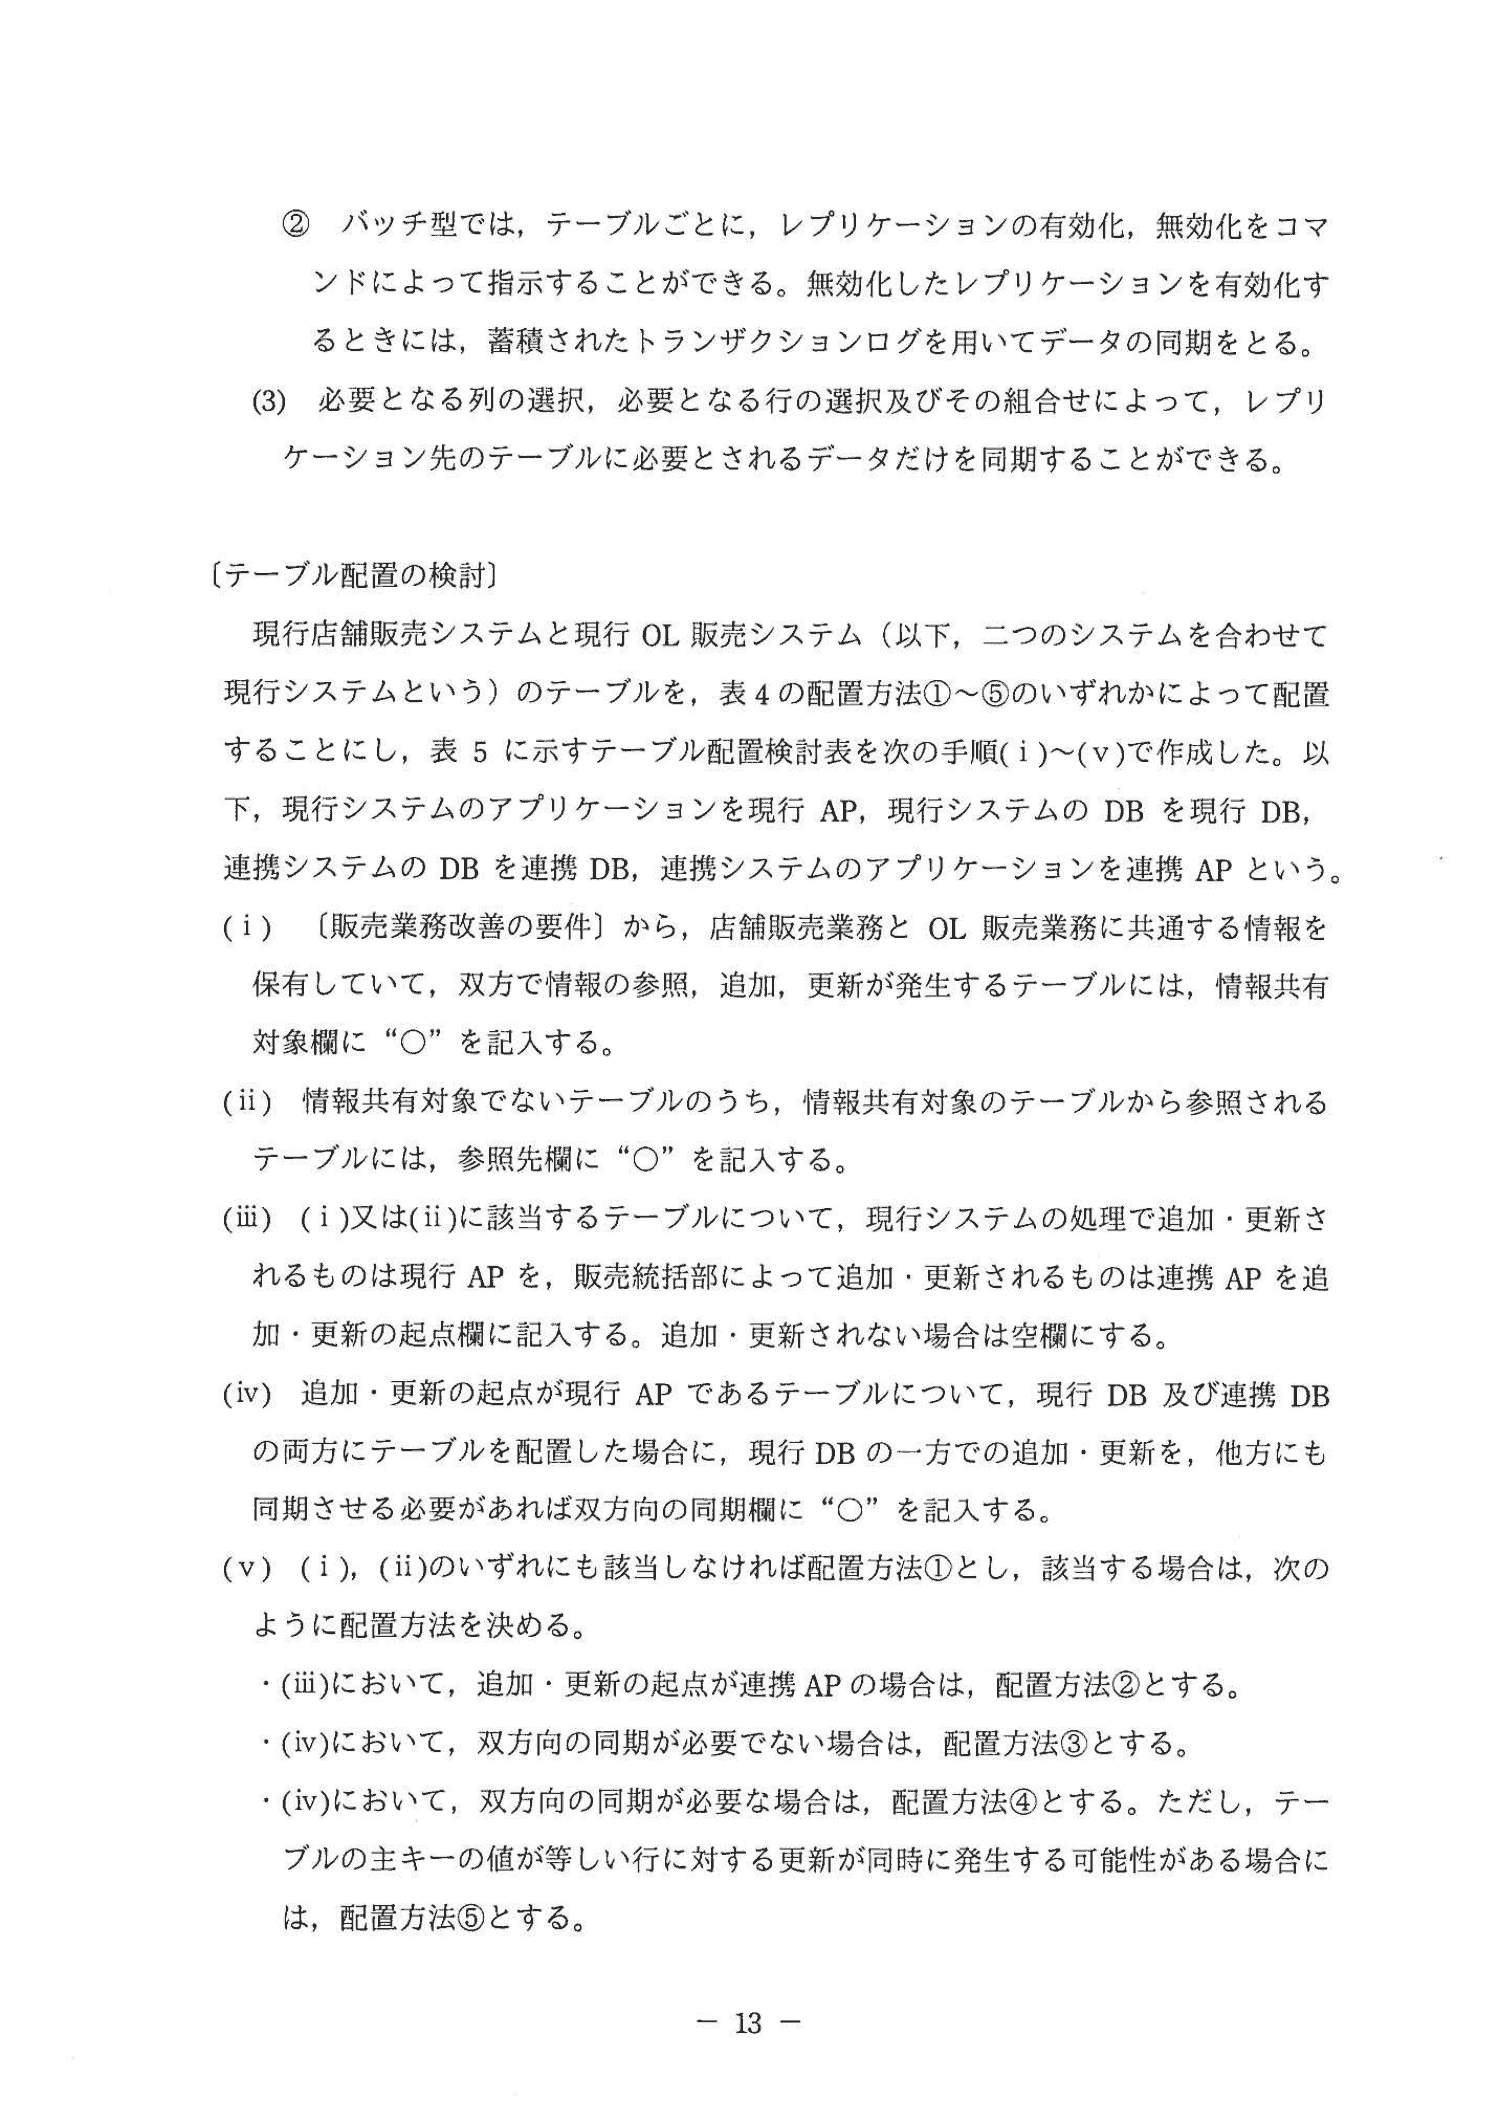 ② バッチ型では，テーブルごとに，レプリケーションの有効化，無効化をコマ
ンドによって指示することができる。無効化したレプリケーションを有効化す
るときには，蓄積されたトランザクションログを用いてデータの同期をとる。
(3) 必要となる列の選択，必要となる行の選択及びその組合せによって，レプリ
ケーション先のテーブルに必要とされるデータだけを同期することができる。
〔テーブル配置の検討〕
現行店舗販売システムと現行 OL 販売システム（以下，二つのシステムを合わせて
現行システムという）のテーブルを，表 4 の配置方法①～⑤のいずれかによって配置
することにし，表 5 に示すテーブル配置検討表を次の手順(ⅰ)～(ⅴ)で作成した。以
下，現行システムのアプリケーションを現行 AP，現行システムの DB を現行 DB，
連携システムの DB を連携 DB，連携システムのアプリケーションを連携 AP という。
(ⅰ) 〔販売業務改善の要件〕から，店舗販売業務と OL 販売業務に共通する情報を
保有していて，双方で情報の参照，追加，更新が発生するテーブルには，情報共有
対象欄に “○” を記入する。
(ⅱ) 情報共有対象でないテーブルのうち，情報共有対象のテーブルから参照される
テーブルには，参照先欄に “○” を記入する。
(ⅲ) (ⅰ)又は(ⅱ)に該当するテーブルについて，現行システムの処理で追加・更新さ
れるものは現行 AP を，販売統括部によって追加・更新されるものは連携 AP を追
加・更新の起点欄に記入する。追加・更新されない場合は空欄にする。
(ⅳ) 追加・更新の起点が現行 AP であるテーブルについて，現行 DB 及び連携 DB
の両方にテーブルを配置した場合に，現行 DB の一方での追加・更新を，他方にも
同期させる必要があれば双方向の同期欄に “○” を記入する。
(ⅴ) (ⅰ)，(ⅱ)のいずれにも該当しなければ配置方法①とし，該当する場合は，次の
ように配置方法を決める。
・(ⅲ)において，追加・更新の起点が連携 AP の場合は，配置方法②とする。
・(ⅳ)において，双方向の同期が必要でない場合は，配置方法③とする。
・(ⅳ)において，双方向の同期が必要な場合は，配置方法④とする。ただし，テー
ブルの主キーの値が等しい行に対する更新が同時に発生する可能性がある場合に
は，配置方法⑤とする。
－ 13 －